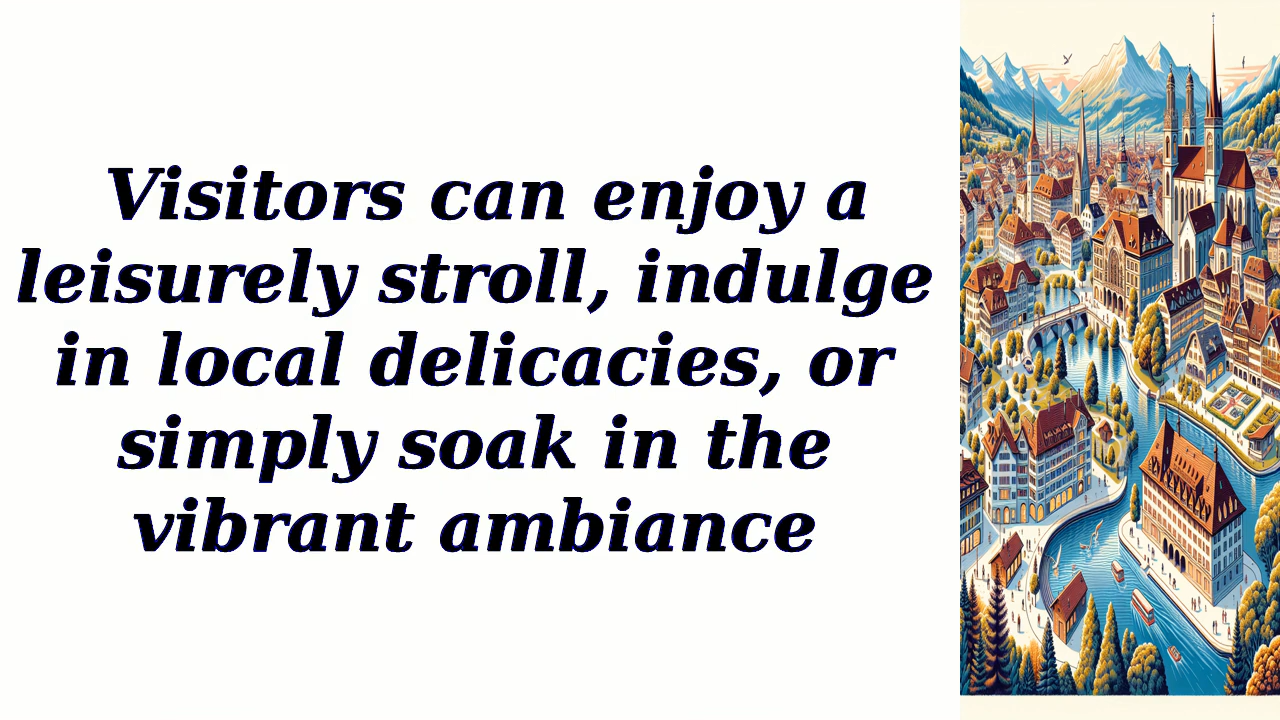 Visitors can enjoy a
leisurely stroll, indulge
in local delicacies, or
simply soak in the
vibrant ambiance